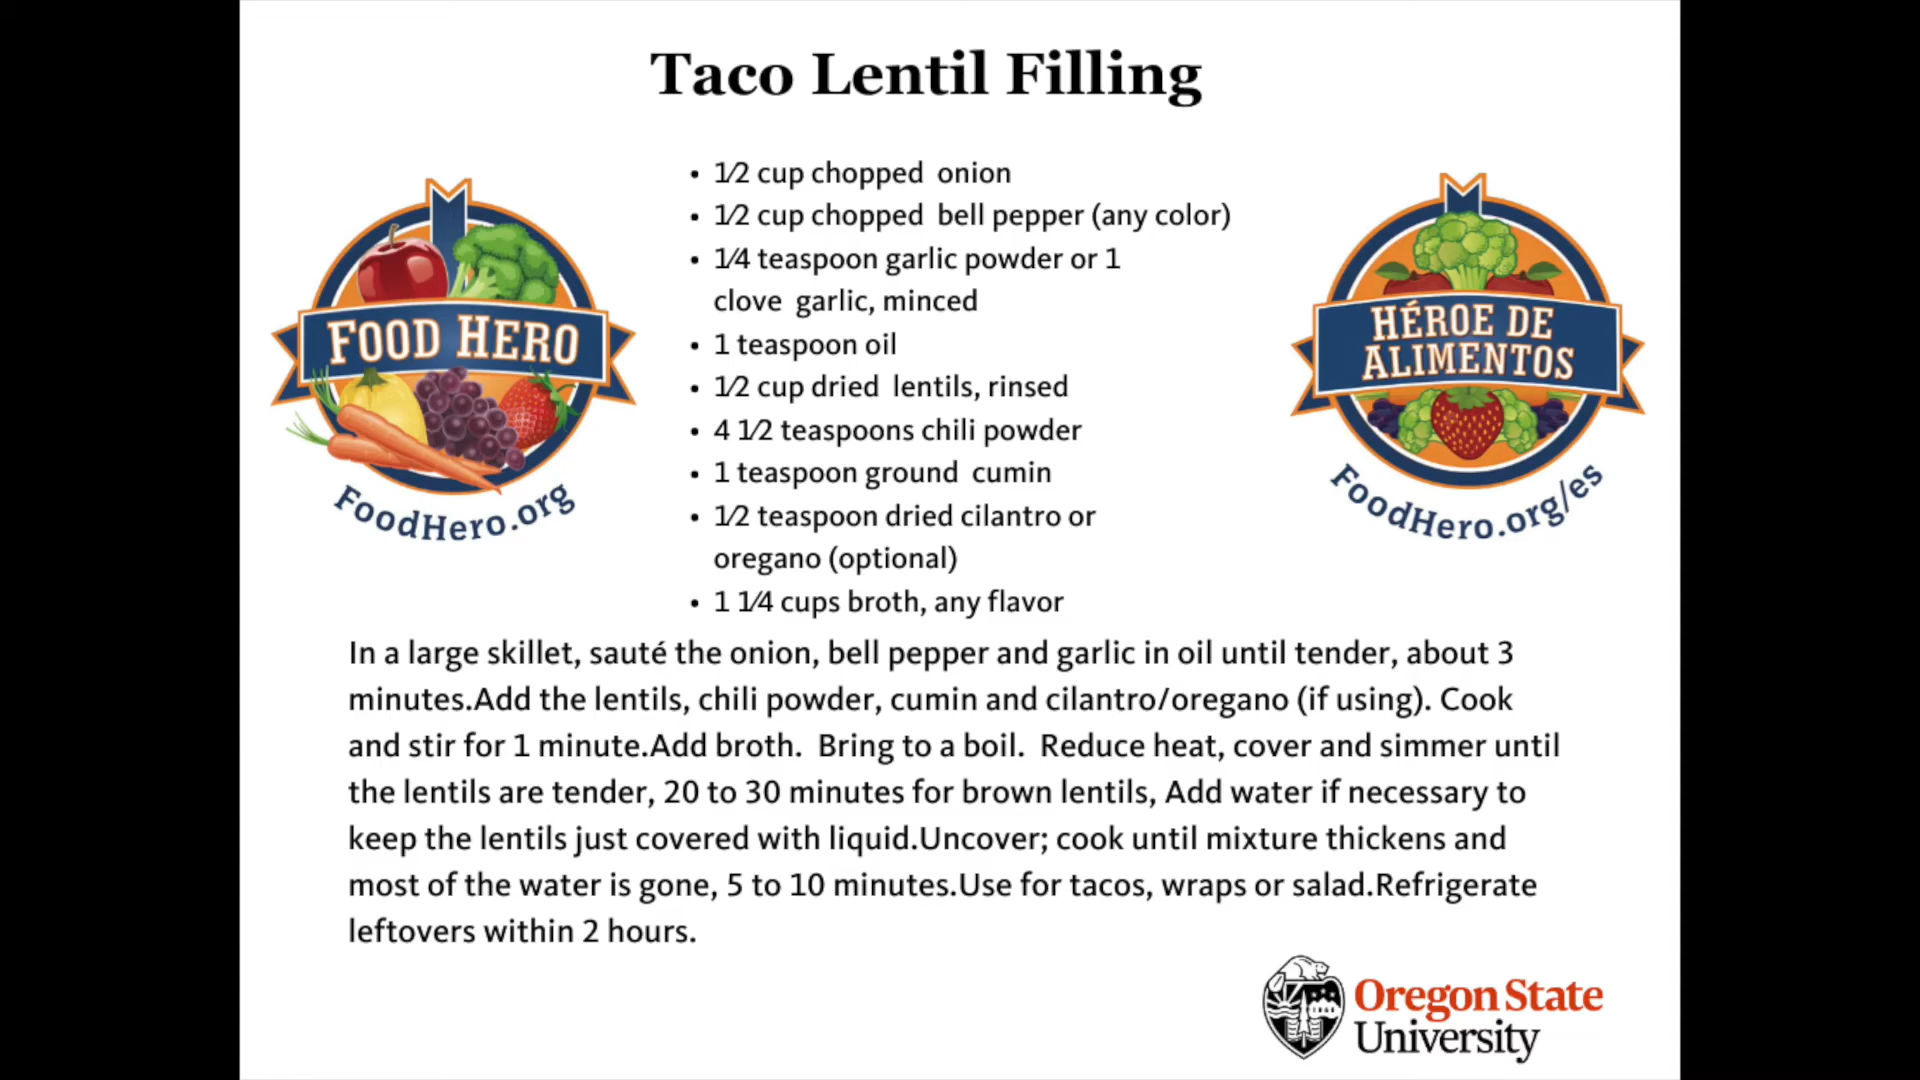 Taco Lentil Filling
• 1⁄2 cup chopped  onion
• 1⁄2 cup chopped  bell pepper (any color)
• 1⁄4 teaspoon garlic powder or 1
clove  garlic, minced
• 1 teaspoon oil
• 1⁄2 cup dried  lentils, rinsed
• 4 1⁄2 teaspoons chili powder
• 1 teaspoon ground  cumin
• 1⁄2 teaspoon dried cilantro or
oregano (optional)
• 1 1⁄4 cups broth, any flavor
FOOD HERO
FoodHero.org
HÉROE DE
ALIMENTOS
FoodHero.org/es
In a large skillet, sauté the onion, bell pepper and garlic in oil until tender, about 3
minutes.Add the lentils, chili powder, cumin and cilantro/oregano (if using). Cook
and stir for 1 minute.Add broth.  Bring to a boil.  Reduce heat, cover and simmer until
the lentils are tender, 20 to 30 minutes for brown lentils, Add water if necessary to
keep the lentils just covered with liquid.Uncover; cook until mixture thickens and
most of the water is gone, 5 to 10 minutes.Use for tacos, wraps or salad.Refrigerate
leftovers within 2 hours.
Oregon State
University